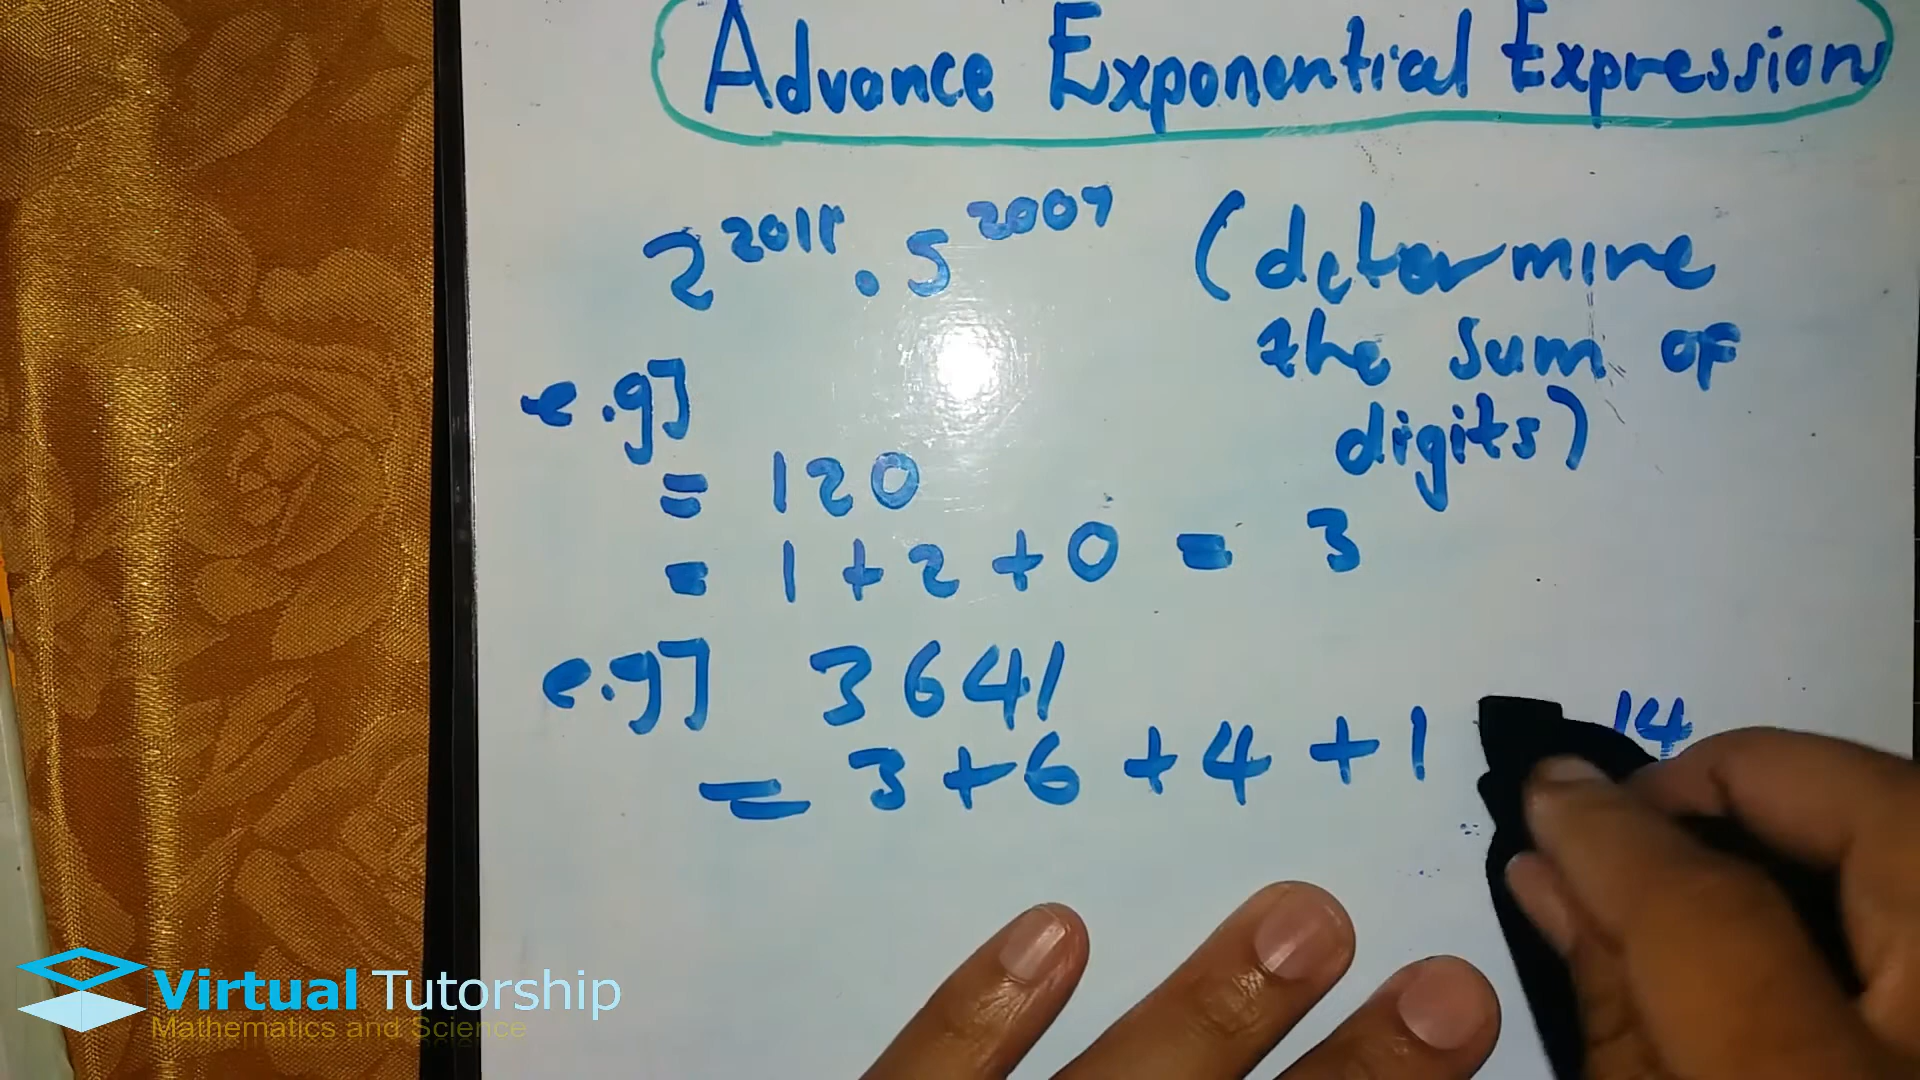 Advance Exponential Expression
2^2011 . 5^2007 (determine
the sum of
digits)
e.g]
= 120
= 1 + 2 + 0 = 3
e.g] 3641
= 3 + 6 + 4 + 1 14
Virtual Tutorship
Mathematics and Science